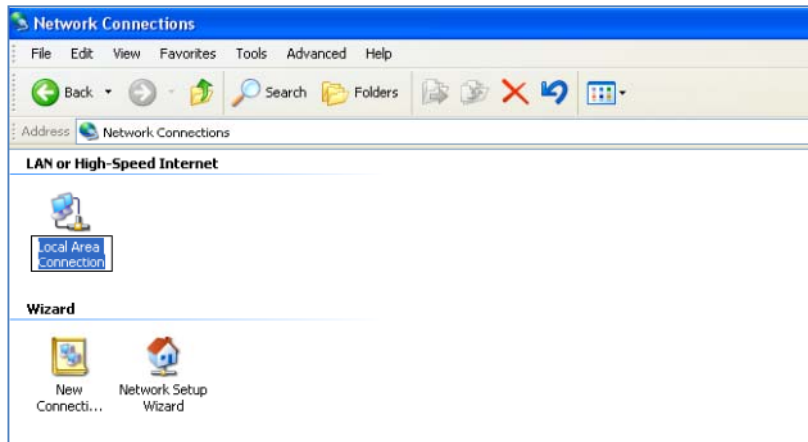 Network Connections
File Edit View Favorites Tools Advanced Help
Back Search Folders
Address Network Connections
LAN or High-Speed Internet
Local Area
Connection
Wizard
New
Connecti...
Network Setup
Wizard